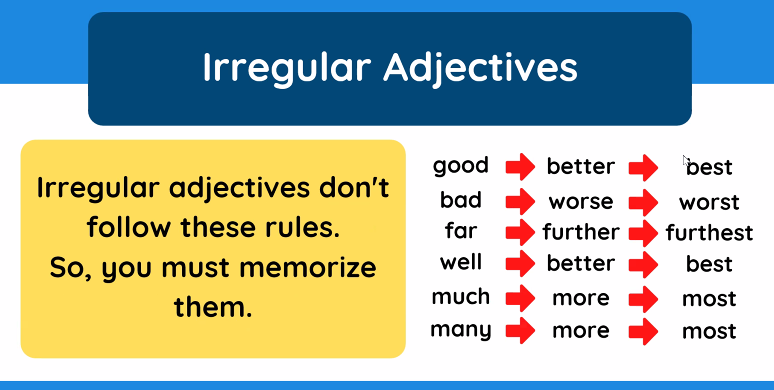 Irregular Adjectives
Irregular adjectives don't
follow these rules.
So, you must memorize
them.
good better best
bad worse worst
far further furthest
well better best
much more most
many more most